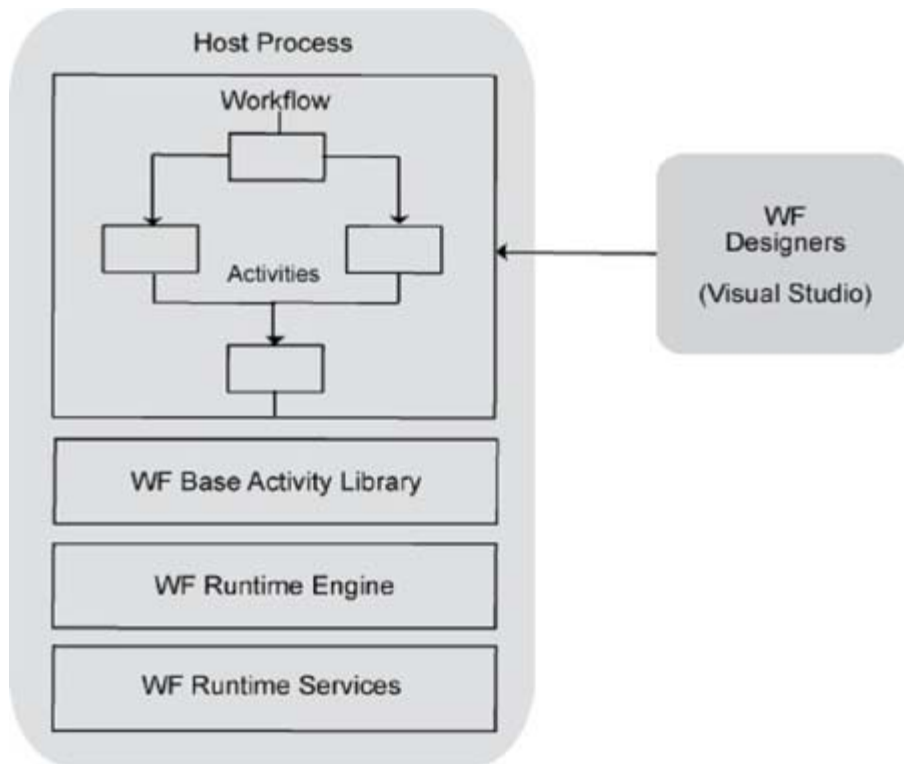 Host Process
Workflow
Activities
WF Base Activity Library
WF Runtime Engine
WF Runtime Services
WF
Designers
(Visual Studio)